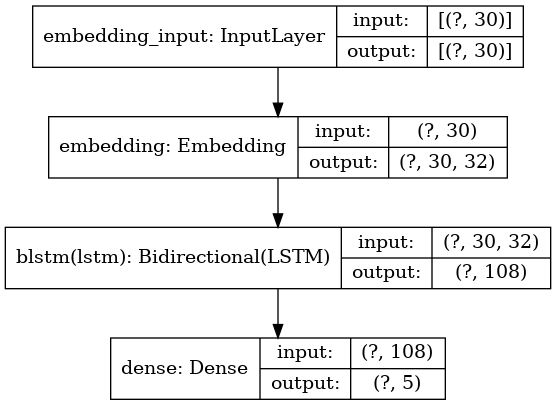 embedding_input: InputLayer
input:
[(?, 30)]
output:
[(?, 30)]
embedding: Embedding
input:
(?, 30)
output:
(?, 30, 32)
blstm(lstm): Bidirectional(LSTM)
input:
(?, 30, 32)
output:
(?, 108)
dense: Dense
input:
(?, 108)
output:
(?, 5)